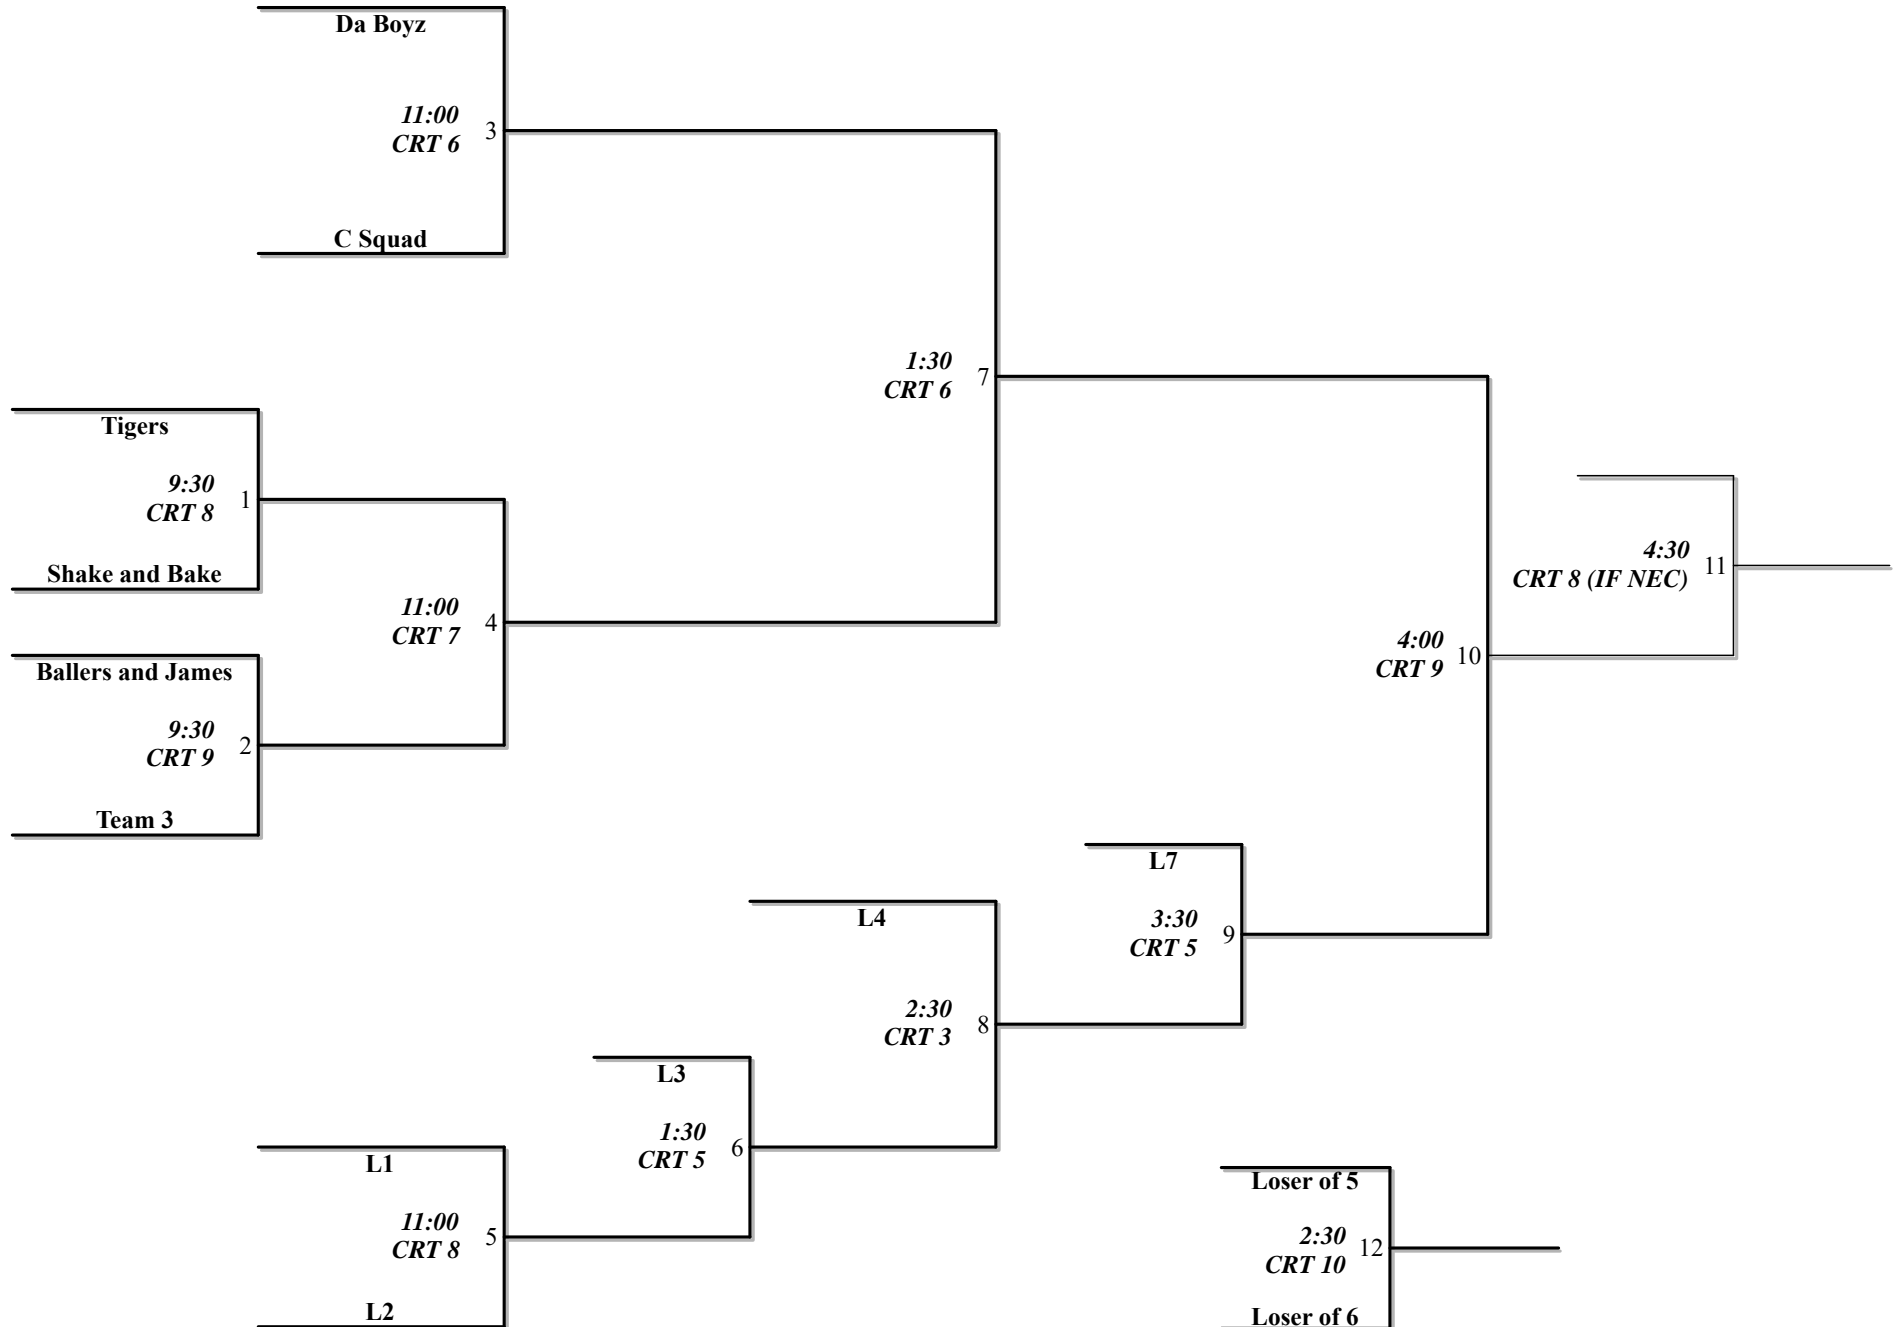 Da Boyz
11:00
CRT 6
3
C Squad
1:30
CRT 6
7
Tigers
9:30
CRT 8
1
Shake and Bake
11:00
CRT 7
4
Ballers and James
9:30
CRT 9
2
Team 3
4:30
CRT 8 (IF NEC)
11
4:00
CRT 9
10
L7
3:30
CRT 5
9
L4
2:30
CRT 3
8
L3
1:30
CRT 5
6
L1
11:00
CRT 8
5
L2
Loser of 5
2:30
CRT 10
12
Loser of 6